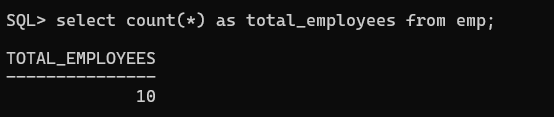 SQL> select count(*) as total_employees from emp;
TOTAL_EMPLOYEES
---------------
10